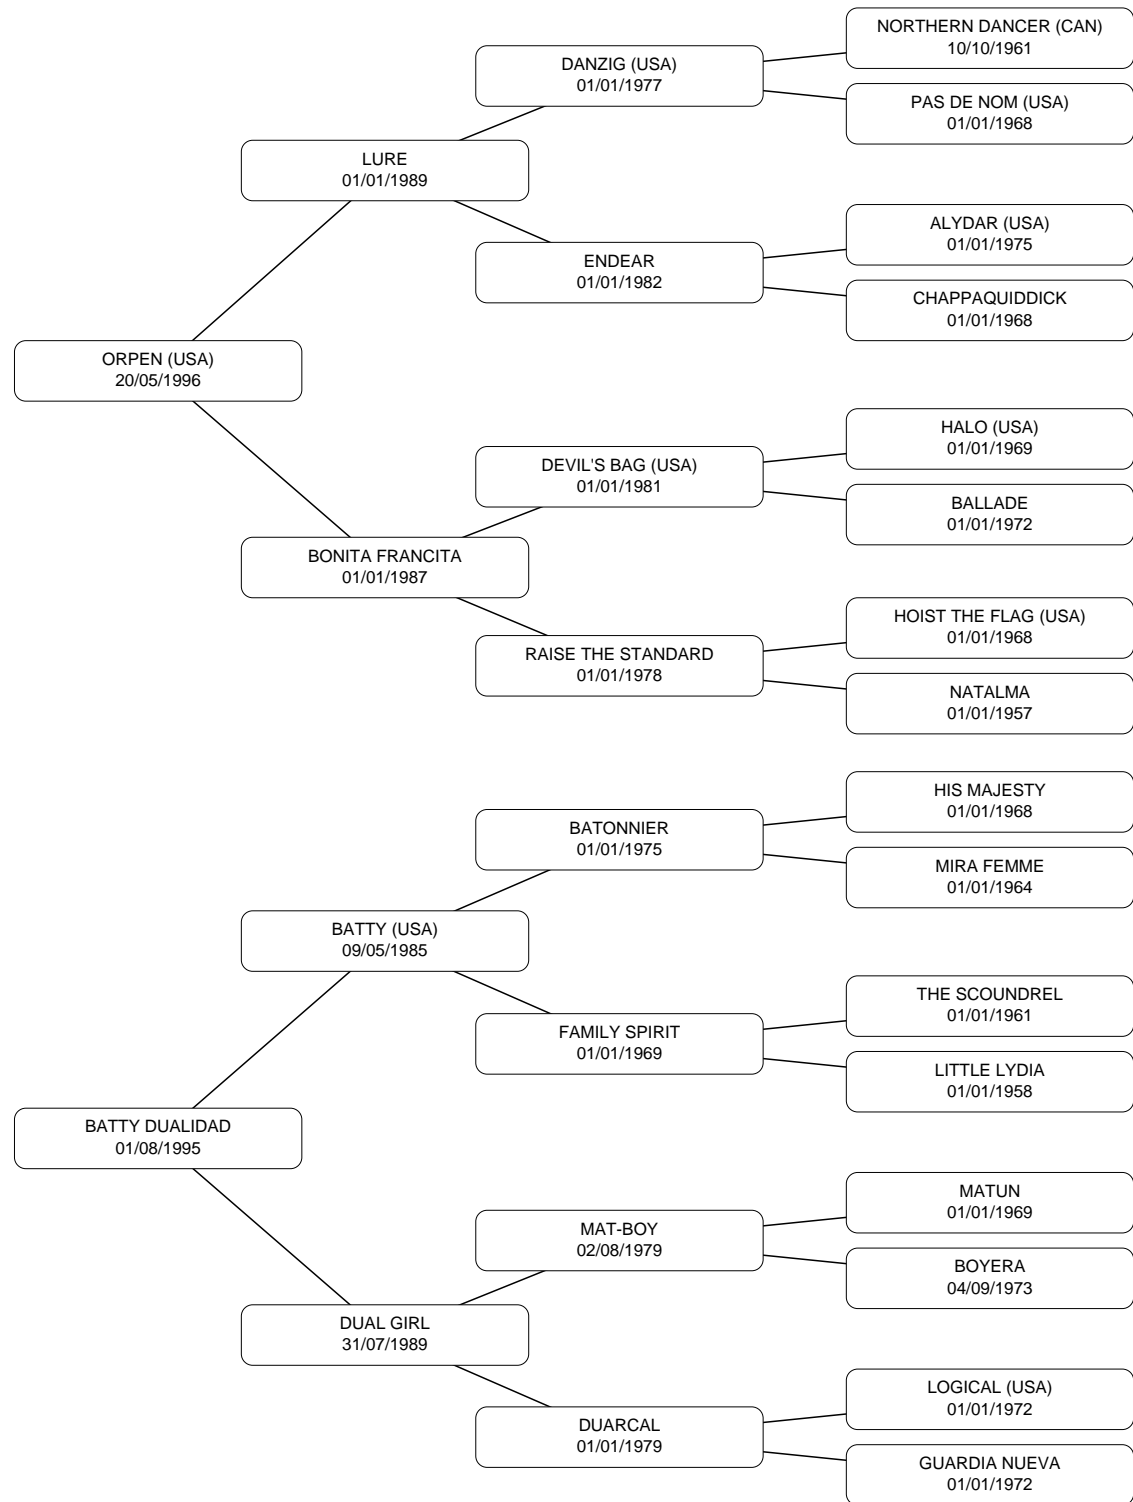 NORTHERN DANCER (CAN)
10/10/1961
DANZIG (USA)
01/01/1977
PAS DE NOM (USA)
01/01/1968
LURE
01/01/1989
ALYDAR (USA)
01/01/1975
ENDEAR
01/01/1982
CHAPPAQUIDDICK
01/01/1968
ORPEN (USA)
20/05/1996
HALO (USA)
01/01/1969
DEVIL'S BAG (USA)
01/01/1981
BALLADE
01/01/1972
BONITA FRANCITA
01/01/1987
HOIST THE FLAG (USA)
01/01/1968
RAISE THE STANDARD
01/01/1978
NATALMA
01/01/1957
HIS MAJESTY
01/01/1968
BATONNIER
01/01/1975
MIRA FEMME
01/01/1964
BATTY (USA)
09/05/1985
THE SCOUNDREL
01/01/1961
FAMILY SPIRIT
01/01/1969
LITTLE LYDIA
01/01/1958
BATTY DUALIDAD
01/08/1995
MATUN
01/01/1969
MAT-BOY
02/08/1979
BOYERA
04/09/1973
DUAL GIRL
31/07/1989
LOGICAL (USA)
01/01/1972
DUARCAL
01/01/1979
GUARDIA NUEVA
01/01/1972